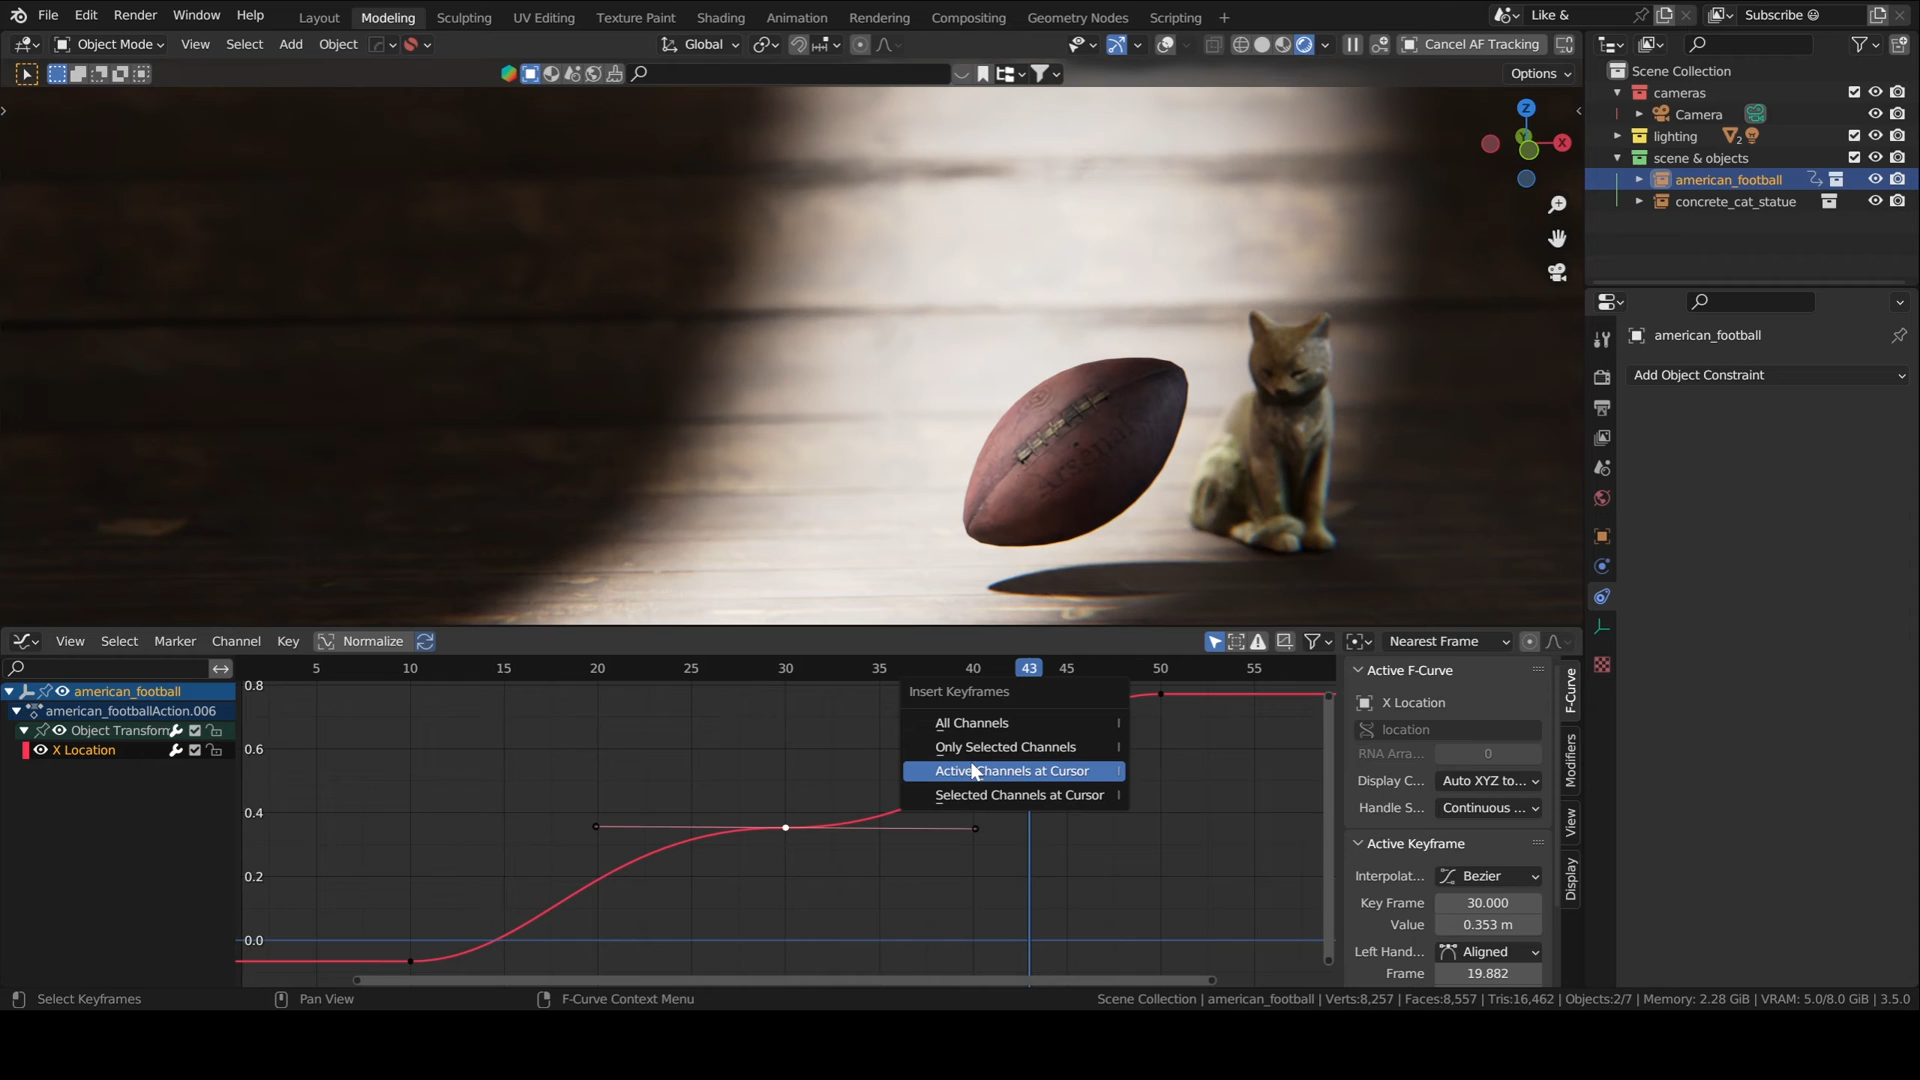 File Edit Render Window Help Layout Modeling Sculpting UV Editing Texture Paint Shading Animation Rendering Compositing Geometry Nodes Scripting + Like & Subscribe 😃
Object Mode View Select Add Object Global Cancel AF Tracking
Options
Scene Collection
cameras
Camera
lighting 2
scene & objects
american_football
concrete_cat_statue
Z
Y
X
american_football
Add Object Constraint
Arsenal
View Select Marker Channel Key Normalize Nearest Frame
5 10 15 20 25 30 35 40 43 45 50 55
american_football
american_footballAction.006
Object Transform
X Location
0.8
0.6
0.4
0.2
0.0
Insert Keyframes
All Channels I
Only Selected Channels I
Active Channels at Cursor I
Selected Channels at Cursor I
Active F-Curve
X Location
location
RNA Arra... 0
Display C... Auto XYZ to...
Handle S... Continuous ...
Active Keyframe
Interpolat... Bezier
Key Frame 30.000
Value 0.353 m
Left Hand... Aligned
Frame 19.882
F-Curve
Modifiers
View
Display
Select Keyframes Pan View F-Curve Context Menu Scene Collection | american_football | Verts:8,257 | Faces:8,557 | Tris:16,462 | Objects:2/7 | Memory: 2.28 GiB | VRAM: 5.0/8.0 GiB | 3.5.0